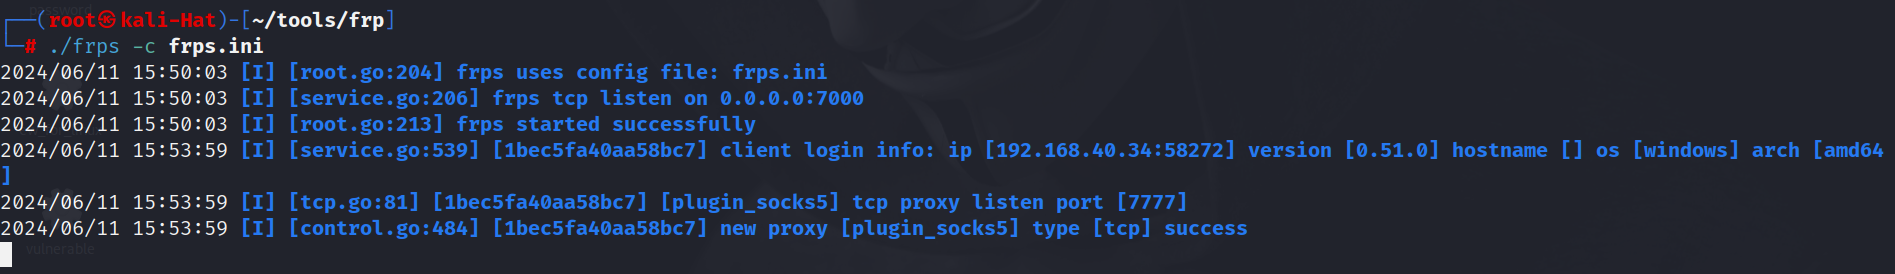 password
┌──(root㉿kali-Hat)-[~/tools/frp]
└─# ./frps -c frps.ini
2024/06/11 15:50:03 [I] [root.go:204] frps uses config file: frps.ini
2024/06/11 15:50:03 [I] [service.go:206] frps tcp listen on 0.0.0.0:7000
2024/06/11 15:50:03 [I] [root.go:213] frps started successfully
2024/06/11 15:53:59 [I] [service.go:539] [1bec5fa40aa58bc7] client login info: ip [192.168.40.34:58272] version [0.51.0] hostname [] os [windows] arch [amd64
]
2024/06/11 15:53:59 [I] [tcp.go:81] [1bec5fa40aa58bc7] [plugin_socks5] tcp proxy listen port [7777]
2024/06/11 15:53:59 [I] [control.go:484] [1bec5fa40aa58bc7] new proxy [plugin_socks5] type [tcp] success
vulnerable